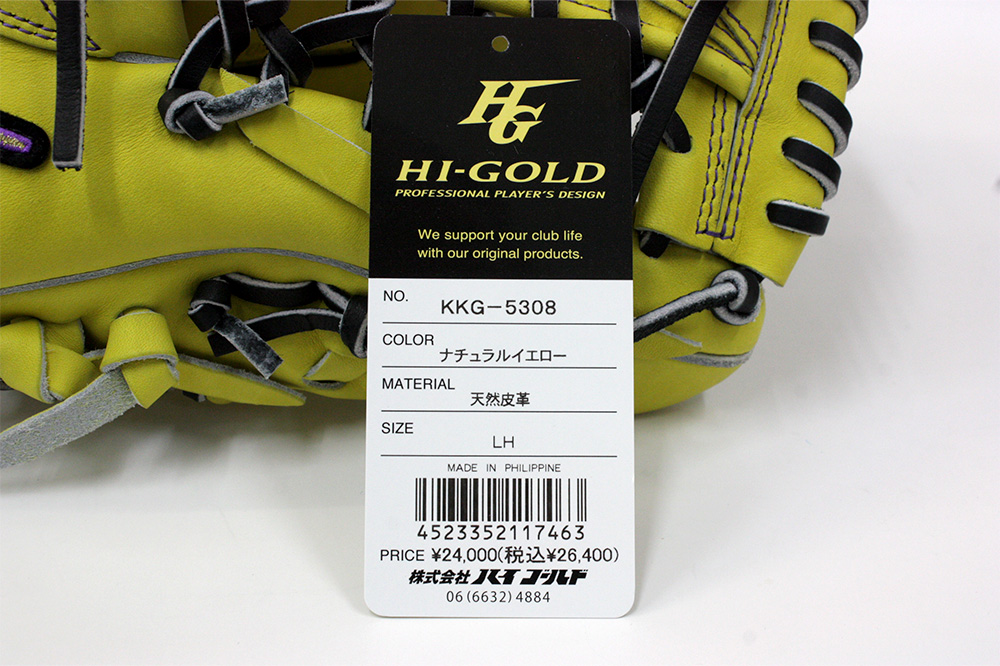 HG
HI-GOLD
PROFESSIONAL PLAYER'S DESIGN
We support your club life
with our original products.
NO. KKG-5308
COLOR ナチュラルイエロー
MATERIAL 天然皮革
SIZE LH
MADE IN PHILIPPINE
4523352117463
PRICE ¥24,000(税込¥26,400)
株式会社ハイゴールド
06(6632)4884